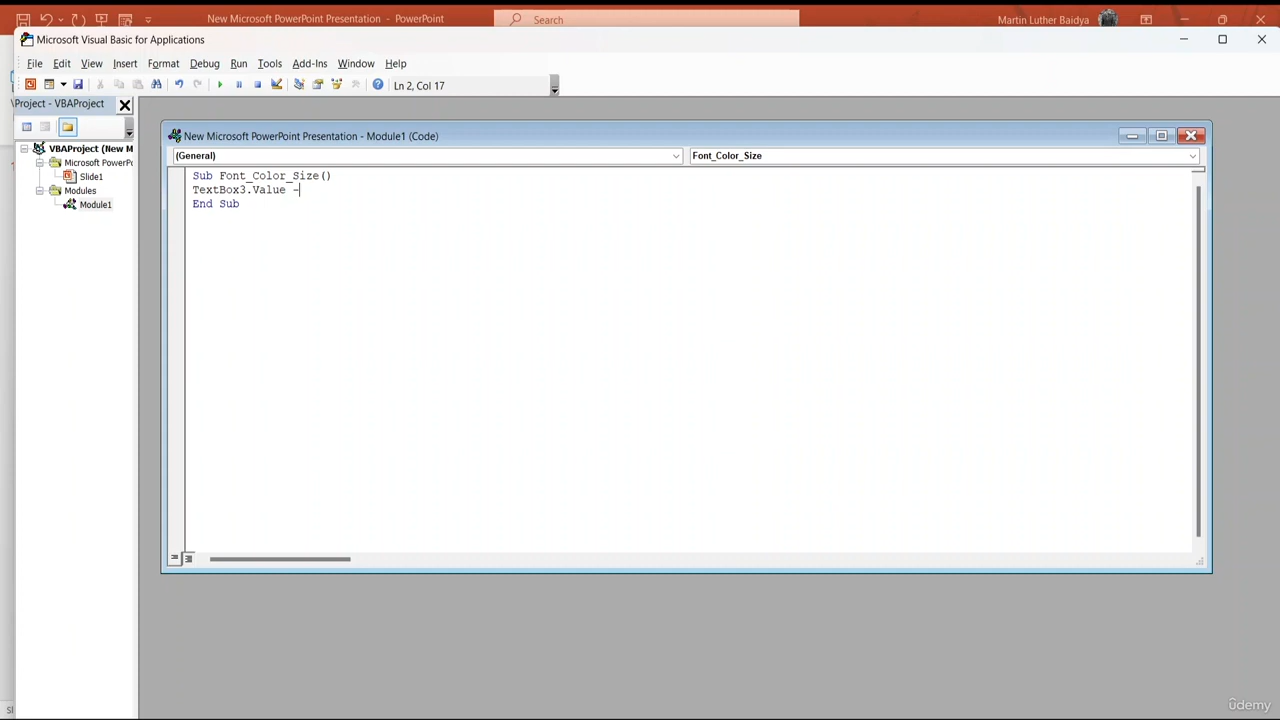 New Microsoft PowerPoint Presentation - PowerPoint
Search
Martin Luther Baidya
Microsoft Visual Basic for Applications
File Edit View Insert Format Debug Run Tools Add-Ins Window Help
Ln 2, Col 17
Project - VBAProject
New Microsoft PowerPoint Presentation - Module1 (Code)
VBAProject (New M
(General)
Font_Color_Size
Microsoft PowerP
Slide1
Modules
Module1
Sub Font_Color_Size()
TextBox3.Value -
End Sub
ûdemy